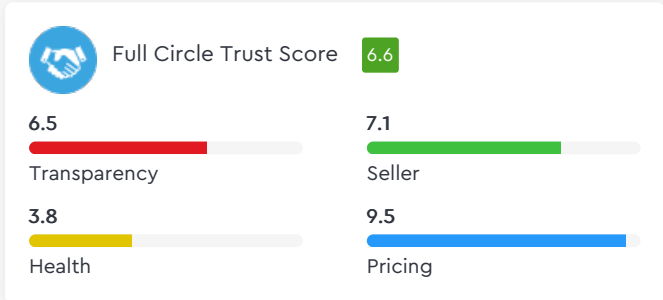 Full Circle Trust Score 6.6
6.5
Transparency
7.1
Seller
3.8
Health
9.5
Pricing